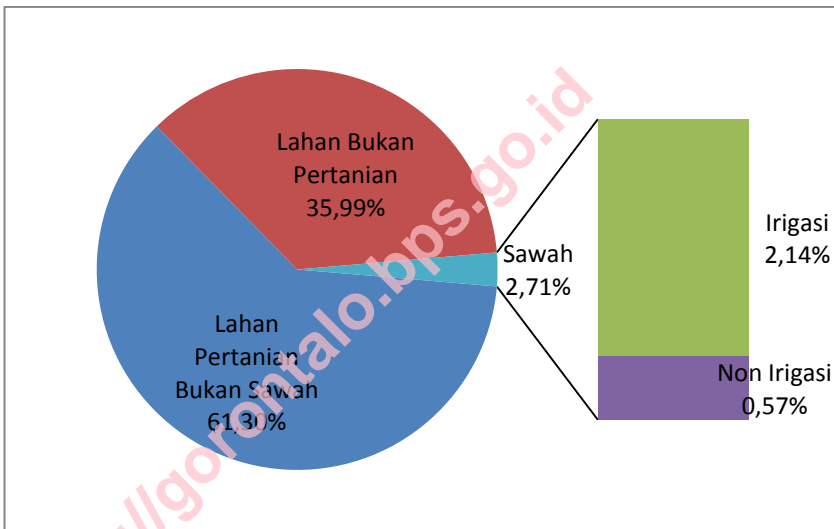 Lahan Bukan
Pertanian
35,99%
Sawah
2,71%
Irigasi
2,14%
Lahan
Pertanian
Bukan Sawah
61,30%
Non Irigasi
0,57%
//gorontalo.bps.go.id